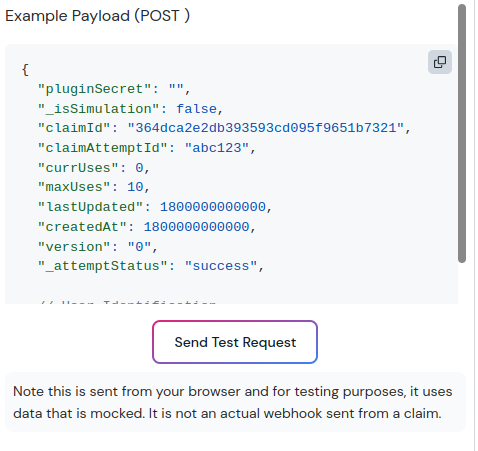 Example Payload (POST )
{
"pluginSecret": "",
"_isSimulation": false,
"claimId": "364dca2e2db393593cd095f9651b7321",
"claimAttemptId": "abc123",
"currUses": 0,
"maxUses": 10,
"lastUpdated": 1800000000000,
"createdAt": 1800000000000,
"version": "0",
"_attemptStatus": "success",
// User Identification
Send Test Request
Note this is sent from your browser and for testing purposes, it uses
data that is mocked. It is not an actual webhook sent from a claim.